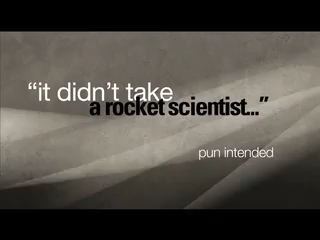 “it didn’t take
a rocket scientist...”
pun intended